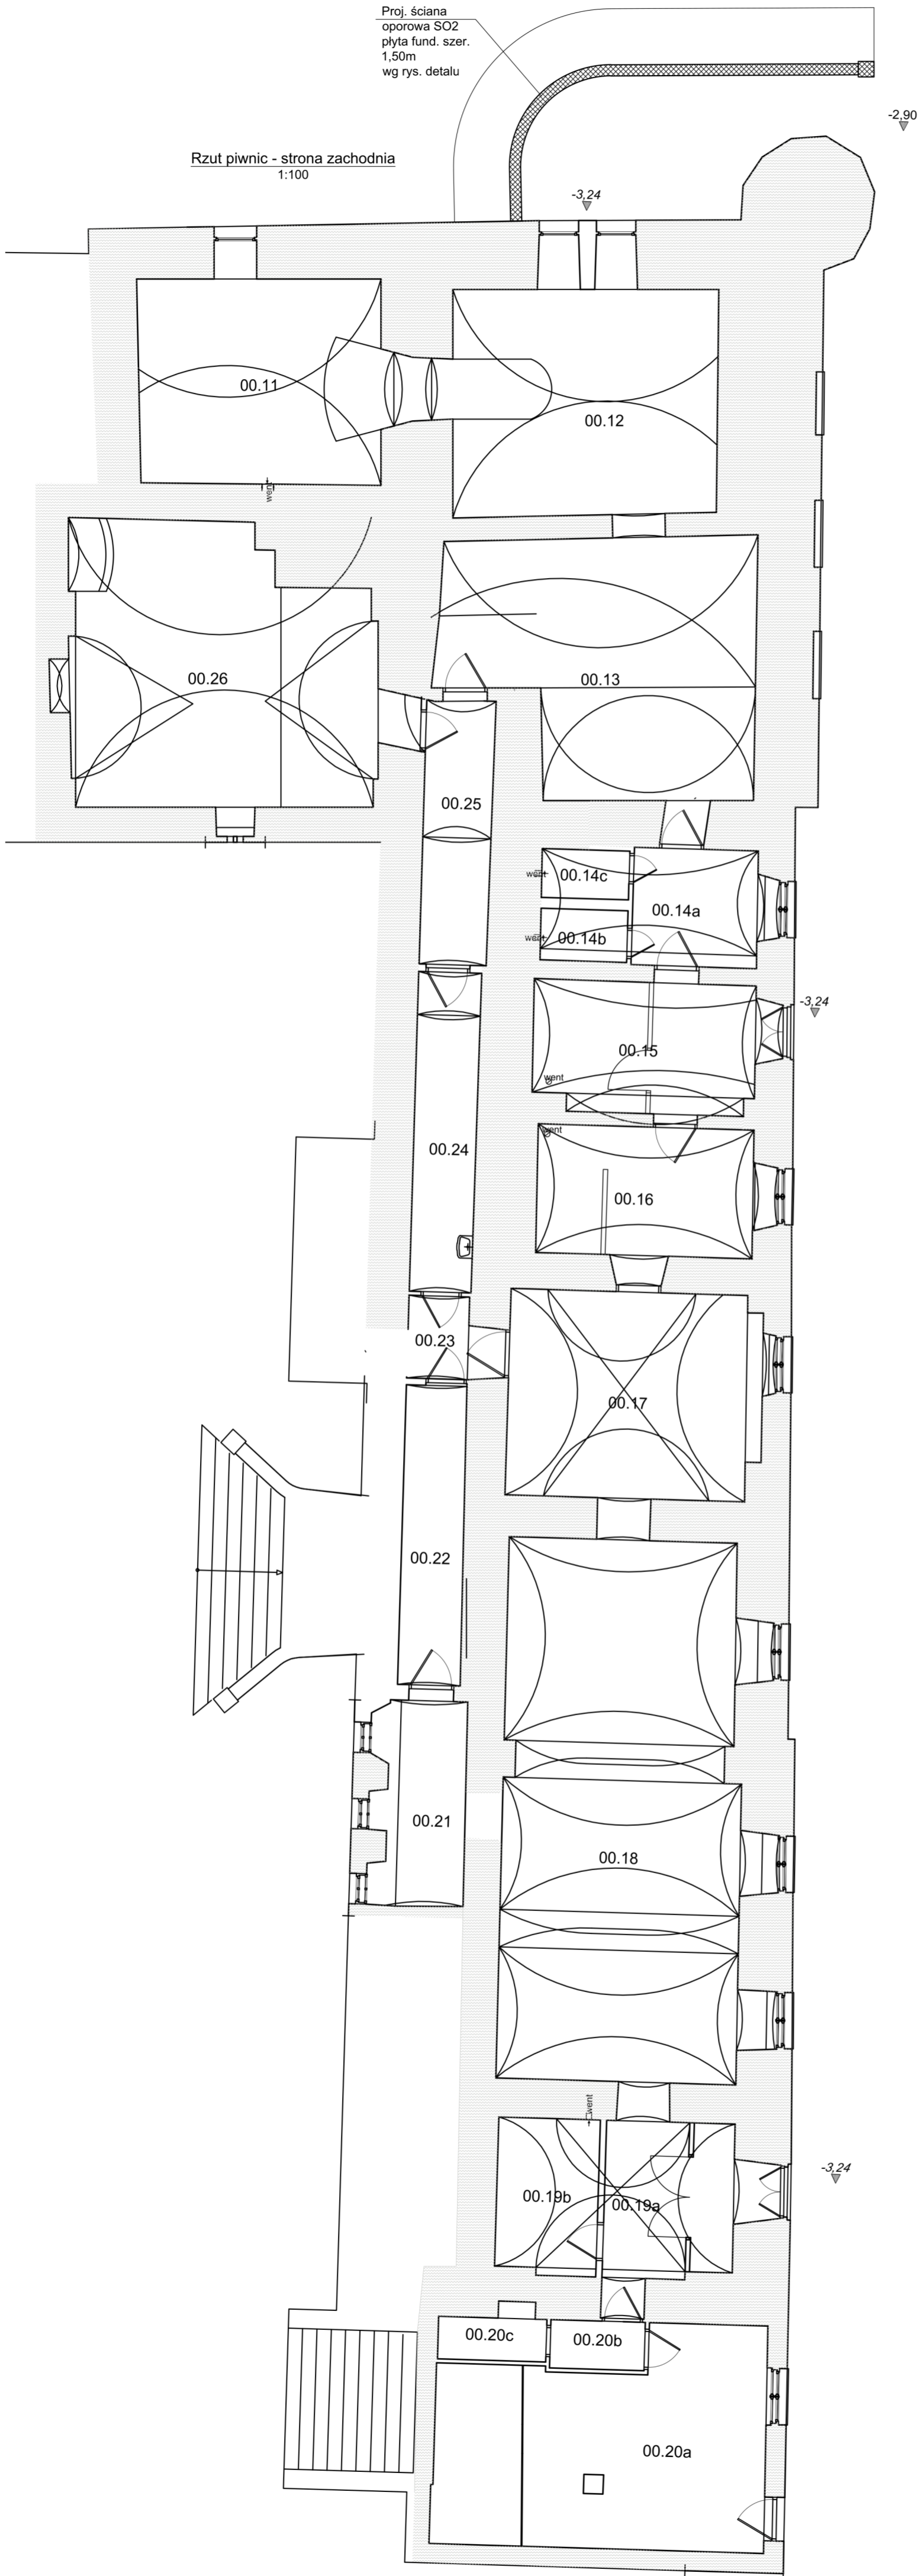 Proj. ściana
oporowa SO2
płyta fund. szer.
1,50m
wg rys. detalu
-2,90
Rzut piwnic - strona zachodnia
1:100
-3,24
00.11
00.12
went
00.26
00.13
00.25
went
00.14c
00.14a
went
00.14b
-3,24
00.15
went
went
00.24
00.16
00.23
00.17
00.22
00.21
00.18
went
-3,24
00.19b
00.19a
00.20c
00.20b
00.20a